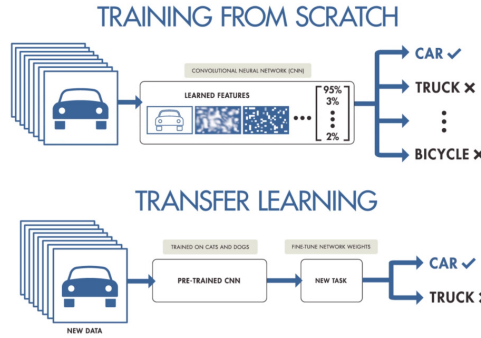 TRAINING FROM SCRATCH
CONVOLUTIONAL NEURAL NETWORK (CNN)
LEARNED FEATURES
95%
3%
2%
CAR ✓
TRUCK ×
BICYCLE ×
TRANSFER LEARNING
TRAINED ON CATS AND DOGS
FINE-TUNE NETWORK WEIGHTS
PRE-TRAINED CNN
NEW TASK
CAR ✓
TRUCK ×
NEW DATA